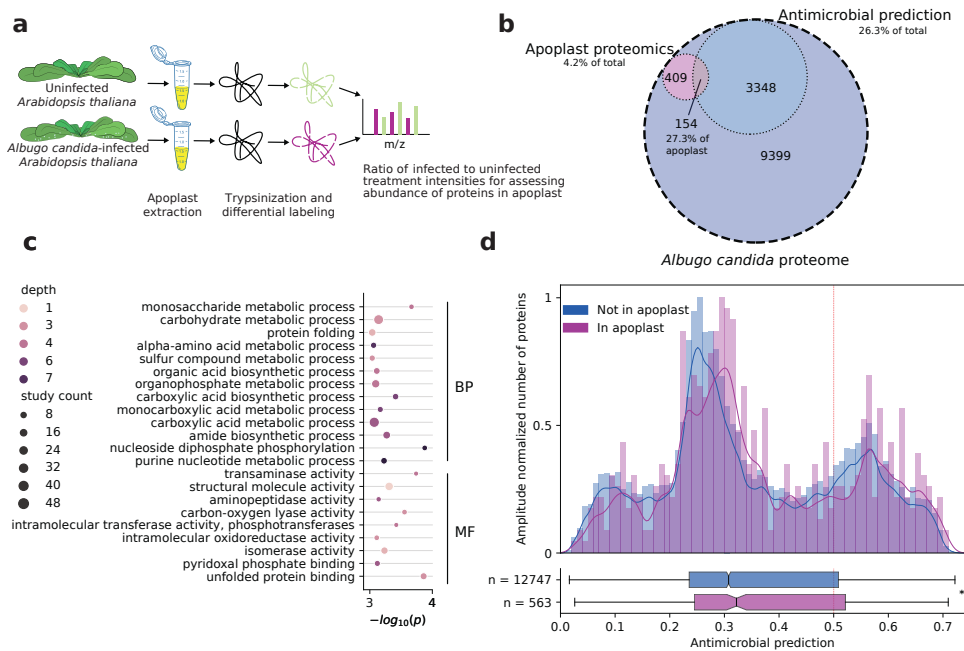 a
Uninfected
Arabidopsis thaliana
Albugo candida-infected
Arabidopsis thaliana
m/z
Apoplast
extraction
Trypsinization and
differential labeling
Ratio of infected to uninfected
treatment intensities for assessing
abundance of proteins in apoplast
b
Antimicrobial prediction
26.3% of total
Apoplast proteomics
4.2% of total
409
3348
154
27.3% of
apoplast
9399
Albugo candida proteome
c
depth
1
3
4
6
7
study count
8
16
24
32
40
48
monosaccharide metabolic process
carbohydrate metabolic process
protein folding
alpha-amino acid metabolic process
sulfur compound metabolic process
organic acid biosynthetic process
organophosphate metabolic process
carboxylic acid biosynthetic process
monocarboxylic acid metabolic process
carboxylic acid metabolic process
amide biosynthetic process
nucleoside diphosphate phosphorylation
purine nucleotide metabolic process
transaminase activity
structural molecule activity
aminopeptidase activity
carbon-oxygen lyase activity
intramolecular transferase activity, phosphotransferases
intramolecular oxidoreductase activity
isomerase activity
pyridoxal phosphate binding
unfolded protein binding
BP
MF
3 4
−log10(p)
d
Not in apoplast
In apoplast
Amplitude normalized number of proteins
1
0.5
0
n = 12747
n = 563
*
0.0 0.1 0.2 0.3 0.4 0.5 0.6 0.7
Antimicrobial prediction